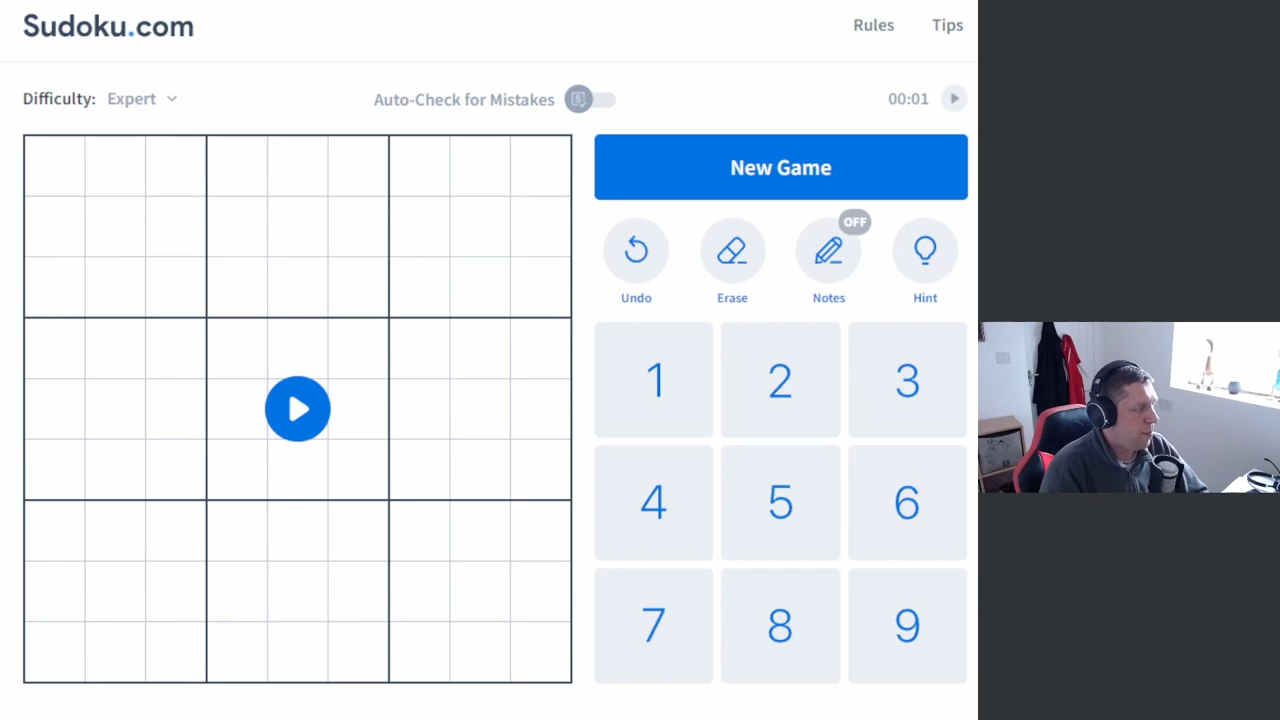 Sudoku.com
Rules
Tips
Difficulty: Expert
Auto-Check for Mistakes
00:01
New Game
OFF
Undo
Erase
Notes
Hint
1 2 3
4 5 6
7 8 9